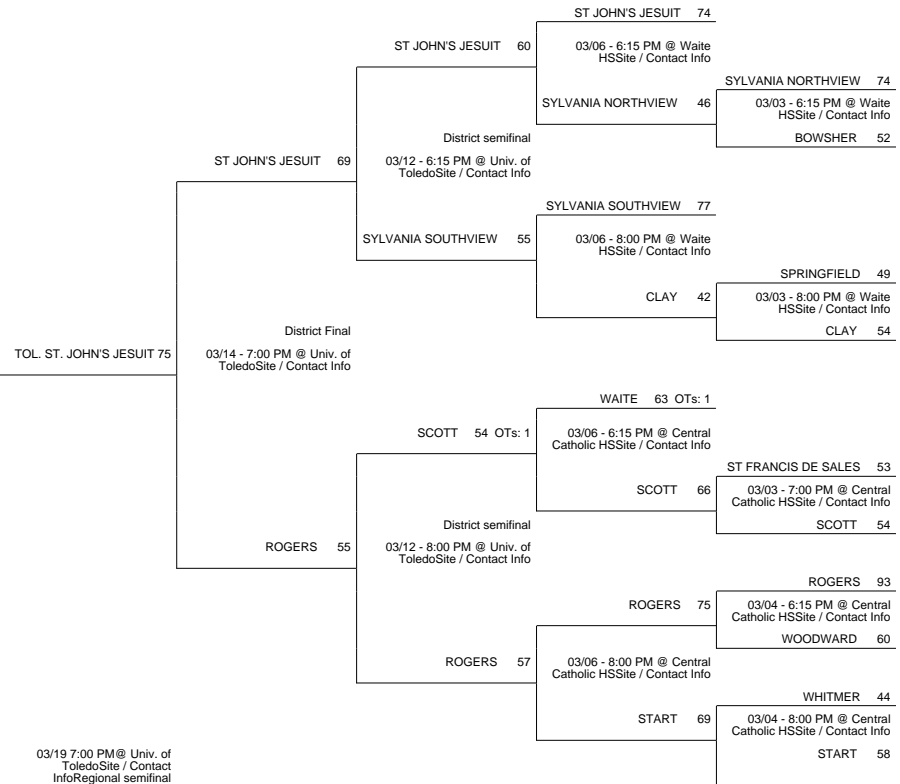 ST JOHN'S JESUIT 74
ST JOHN'S JESUIT 60
03/06 - 6:15 PM @ Waite
HSSite / Contact Info
SYLVANIA NORTHVIEW 74
SYLVANIA NORTHVIEW 46
03/03 - 6:15 PM @ Waite
HSSite / Contact Info
District semifinal
BOWSHER 52
ST JOHN'S JESUIT 69
03/12 - 6:15 PM @ Univ. of
ToledoSite / Contact Info
SYLVANIA SOUTHVIEW 77
SYLVANIA SOUTHVIEW 55
03/06 - 8:00 PM @ Waite
HSSite / Contact Info
SPRINGFIELD 49
CLAY 42
03/03 - 8:00 PM @ Waite
HSSite / Contact Info
District Final
CLAY 54
TOL. ST. JOHN'S JESUIT 75
03/14 - 7:00 PM @ Univ. of
ToledoSite / Contact Info
WAITE 63 OTs: 1
SCOTT 54 OTs: 1
03/06 - 6:15 PM @ Central
Catholic HSSite / Contact Info
ST FRANCIS DE SALES 53
SCOTT 66
03/03 - 7:00 PM @ Central
Catholic HSSite / Contact Info
District semifinal
SCOTT 54
ROGERS 55
03/12 - 8:00 PM @ Univ. of
ToledoSite / Contact Info
ROGERS 93
ROGERS 75
03/04 - 6:15 PM @ Central
Catholic HSSite / Contact Info
WOODWARD 60
ROGERS 57
03/06 - 8:00 PM @ Central
Catholic HSSite / Contact Info
WHITMER 44
START 69
03/04 - 8:00 PM @ Central
Catholic HSSite / Contact Info
START 58
03/19 7:00 PM@ Univ. of
ToledoSite / Contact
InfoRegional semifinal